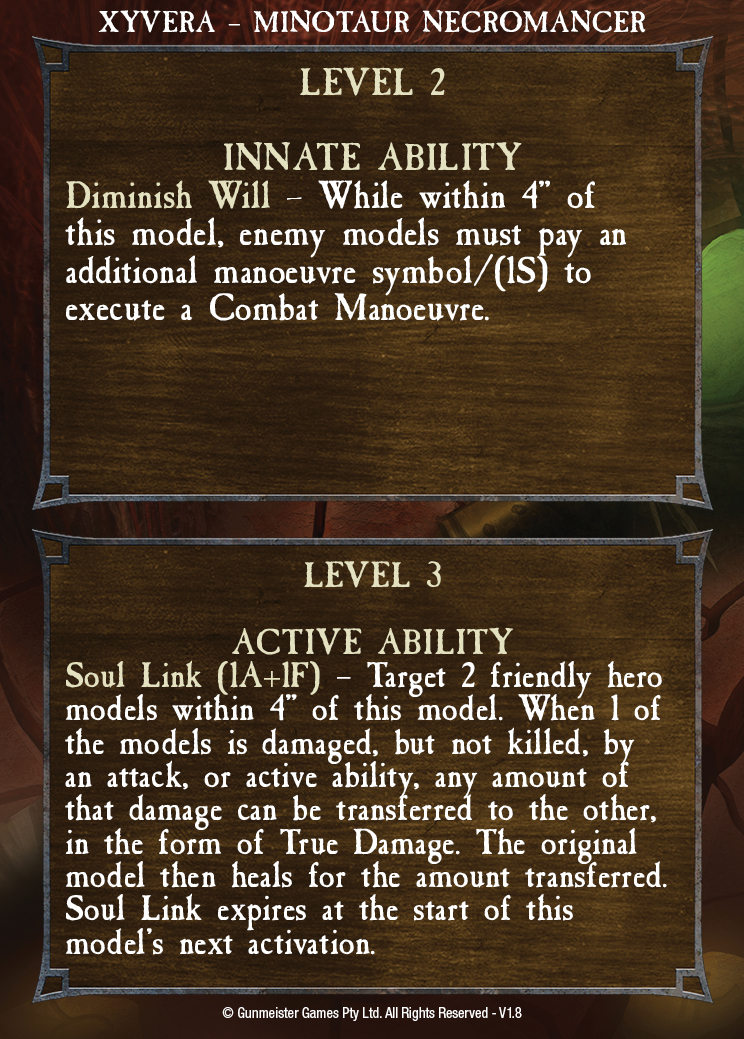 XYVERA – MINOTAUR NECROMANCER
LEVEL 2
INNATE ABILITY
Diminish Will – While within 4” of
this model, enemy models must pay an
additional manoeuvre symbol/(1S) to
execute a Combat Manoeuvre.
LEVEL 3
ACTIVE ABILITY
Soul Link (1A+1F) – Target 2 friendly hero
models within 4” of this model. When 1 of
the models is damaged, but not killed, by
an attack, or active ability, any amount of
that damage can be transferred to the other,
in the form of True Damage. The original
model then heals for the amount transferred.
Soul Link expires at the start of this
model’s next activation.
© Gunmeister Games Pty Ltd. All Rights Reserved - V1.8